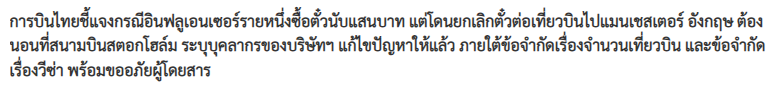 การบินไทยชี้แจงกรณีอินฟลูเอนเซอร์รายหนึ่งซื้อตั๋วนับแสนบาท แต่โดนยกเลิกตั๋วต่อเที่ยวบินไปแมนเชสเตอร์ อังกฤษ ต้อง
นอนที่สนามบินสตอกโฮล์ม ระบุบุคลากรของบริษัทฯ แก้ไขปัญหาให้แล้ว ภายใต้ข้อจำกัดเรื่องจำนวนเที่ยวบิน และข้อจำกัด
เรื่องวีซ่า พร้อมขออภัยผู้โดยสาร